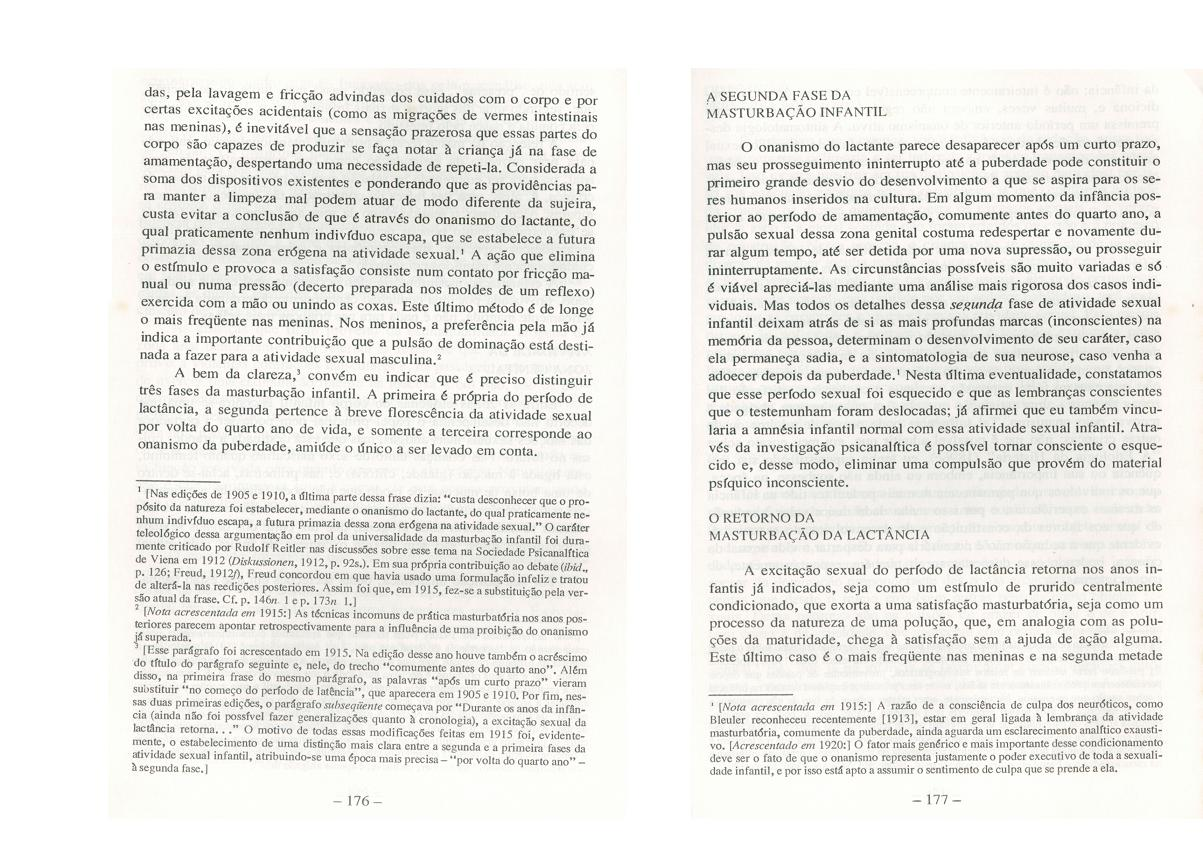 das, pela lavagem e fricção advindas dos cuidados com o corpo e por
certas excitações acidentais (como as migrações de vermes intestinais
nas meninas), é inevitável que a sensação prazerosa que essas partes do
corpo são capazes de produzir se faça notar à criança já na fase de
amamentação, despertando uma necessidade de repeti-la. Considerada a
soma dos dispositivos existentes e ponderando que as providências pa-
ra manter a limpeza mal podem atuar de modo diferente da sujeira,
custa evitar a conclusão de que é através do onanismo do lactante, do
qual praticamente nenhum indivíduo escapa, que se estabelece a futura
primazia dessa zona erógena na atividade sexual.¹ A ação que elimina
o estímulo e provoca a satisfação consiste num contato por fricção ma-
nual ou numa pressão (decerto preparada nos moldes de um reflexo)
exercida com a mão ou unindo as coxas. Este último método é de longe
o mais freqüente nas meninas. Nos meninos, a preferência pela mão já
indica a importante contribuição que a pulsão de dominação está desti-
nada a fazer para a atividade sexual masculina.²
A bem da clareza,³ convém eu indicar que é preciso distinguir
três fases da masturbação infantil. A primeira é própria do período de
lactância, a segunda pertence à breve florescência da atividade sexual
por volta do quarto ano de vida, e somente a terceira corresponde ao
onanismo da puberdade, amiúde o único a ser levado em conta.
¹ [Nas edições de 1905 e 1910, a última parte dessa frase dizia: “custa desconhecer que o pro-
pósito da natureza foi estabelecer, mediante o onanismo do lactante, do qual praticamente ne-
nhum indivíduo escapa, a futura primazia dessa zona erógena na atividade sexual.” O caráter
teleológico dessa argumentação em prol da universalidade da masturbação infantil foi dura-
mente criticado por Rudolf Reitler nas discussões sobre esse tema na Sociedade Psicanalítica
de Viena em 1912 (Diskussionen, 1912, p. 92s.). Em sua própria contribuição ao debate (ibid.,
p. 126; Freud, 1912f), Freud concordou em que havia usado uma formulação infeliz e tratou
de alterá-la nas reedições posteriores. Assim foi que, em 1915, fez-se a substituição pela ver-
são atual da frase. Cf. p. 146n. 1 e p. 173n 1.]
² [Nota acrescentada em 1915:] As técnicas incomuns de prática masturbatória nos anos pos-
teriores parecem apontar retrospectivamente para a influência de uma proibição do onanismo
já superada.
³ [Esse parágrafo foi acrescentado em 1915. Na edição desse ano houve também o acréscimo
do título do parágrafo seguinte e, nele, do trecho “comumente antes do quarto ano”. Além
disso, na primeira frase do mesmo parágrafo, as palavras “após um curto prazo” vieram
substituir “no começo do período de latência”, que aparecera em 1905 e 1910. Por fim, nes-
sas duas primeiras edições, o parágrafo subseqüente começava por “Durante os anos da infân-
cia (ainda não foi possível fazer generalizações quanto à cronologia), a excitação sexual da
lactância retorna. . .” O motivo de todas essas modificações feitas em 1915 foi, evidente-
mente, o estabelecimento de uma distinção mais clara entre a segunda e a primeira fases da
atividade sexual infantil, atribuindo-se uma época mais precisa – “por volta do quarto ano” –
à segunda fase.]
– 176 –
A SEGUNDA FASE DA
MASTURBAÇÃO INFANTIL
O onanismo do lactante parece desaparecer após um curto prazo,
mas seu prosseguimento ininterrupto até a puberdade pode constituir o
primeiro grande desvio do desenvolvimento a que se aspira para os se-
res humanos inseridos na cultura. Em algum momento da infância pos-
terior ao período de amamentação, comumente antes do quarto ano, a
pulsão sexual dessa zona genital costuma redespertar e novamente du-
rar algum tempo, até ser detida por uma nova supressão, ou prosseguir
ininterruptamente. As circunstâncias possíveis são muito variadas e só
é viável apreciá-las mediante uma análise mais rigorosa dos casos indi-
viduais. Mas todos os detalhes dessa segunda fase de atividade sexual
infantil deixam atrás de si as mais profundas marcas (inconscientes) na
memória da pessoa, determinam o desenvolvimento de seu caráter, caso
ela permaneça sadia, e a sintomatologia de sua neurose, caso venha a
adoecer depois da puberdade.¹ Nesta última eventualidade, constatamos
que esse período sexual foi esquecido e que as lembranças conscientes
que o testemunham foram deslocadas; já afirmei que eu também vincu-
laria a amnésia infantil normal com essa atividade sexual infantil. Atra-
vés da investigação psicanalítica é possível tornar consciente o esque-
cido e, desse modo, eliminar uma compulsão que provém do material
psíquico inconsciente.
O RETORNO DA
MASTURBAÇÃO DA LACTÂNCIA
A excitação sexual do período de lactância retorna nos anos in-
fantis já indicados, seja como um estímulo de prurido centralmente
condicionado, que exorta a uma satisfação masturbatória, seja como um
processo da natureza de uma polução, que, em analogia com as polu-
ções da maturidade, chega à satisfação sem a ajuda de ação alguma.
Este último caso é o mais freqüente nas meninas e na segunda metade
¹ [Nota acrescentada em 1915:] A razão de a consciência de culpa dos neuróticos, como
Bleuler reconheceu recentemente [1913], estar em geral ligada à lembrança da atividade
masturbatória, comumente da puberdade, ainda aguarda um esclarecimento analítico exausti-
vo. [Acrescentado em 1920:] O fator mais genérico e mais importante desse condicionamento
deve ser o fato de que o onanismo representa justamente o poder executivo de toda a sexuali-
dade infantil, e por isso está apto a assumir o sentimento de culpa que se prende a ela.
– 177 –